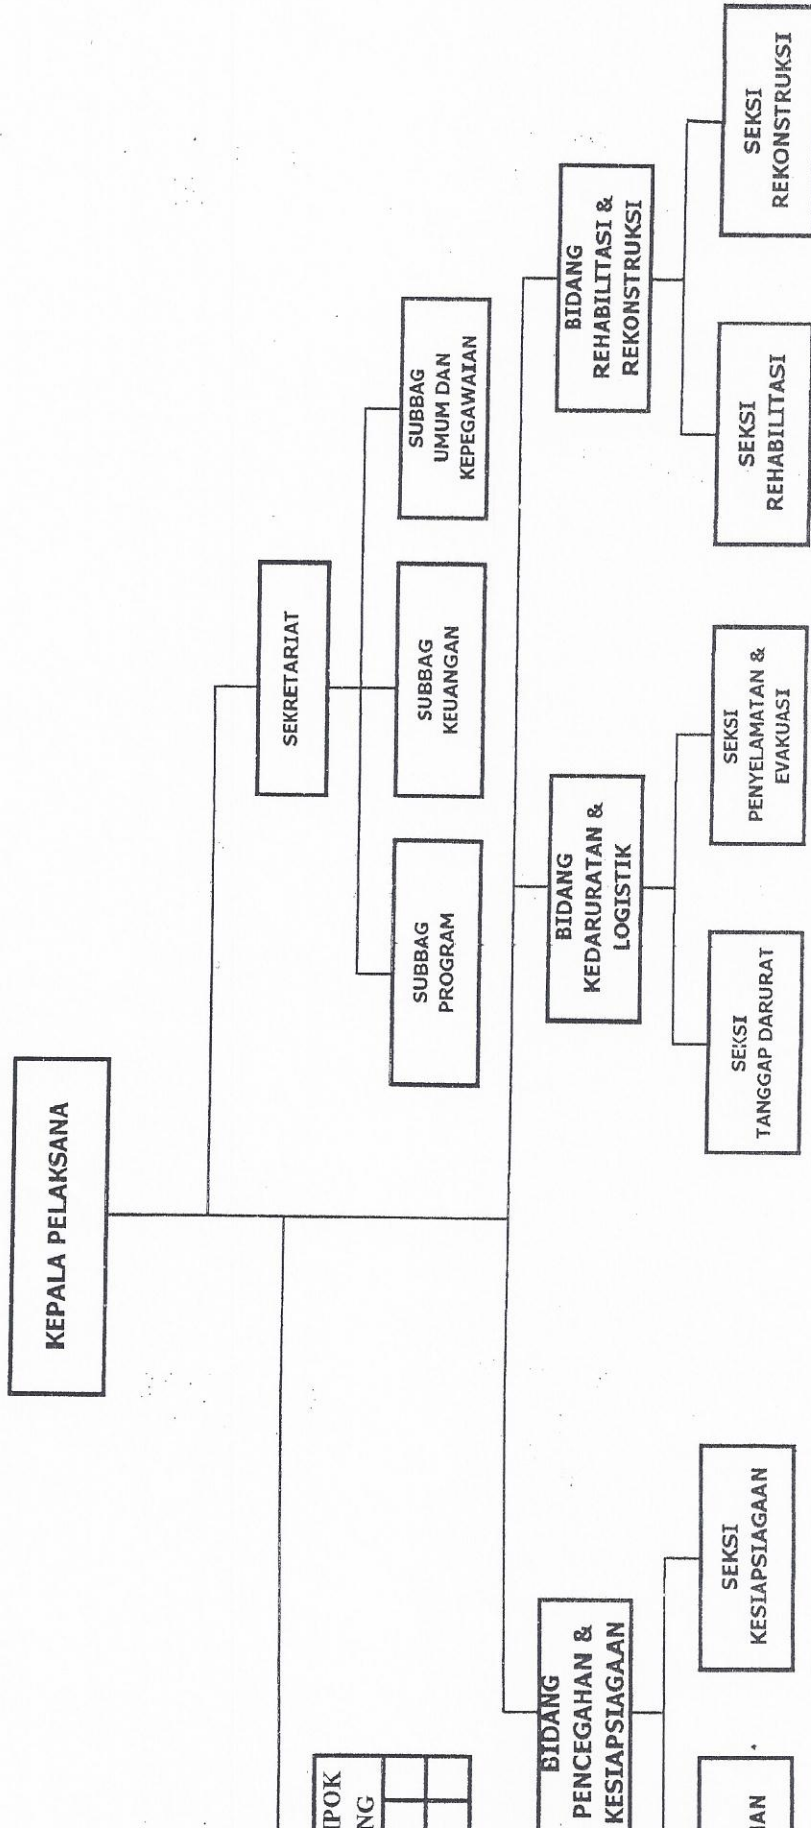 KEPALA PELAKSANA
SEKRETARIAT
SUBBAG
PROGRAM
SUBBAG
KEUANGAN
SUBBAG
UMUM DAN
KEPEGAWAIAN
BIDANG
PENCEGAHAN &
KESIAPSIAGAAN
BIDANG
KEDARURATAN &
LOGISTIK
BIDANG
REHABILITASI &
REKONSTRUKSI
SEKSI
KESIAPSIAGAAN
SEKSI
TANGGAP DARURAT
SEKSI
PENYELAMATAN &
EVAKUASI
SEKSI
REHABILITASI
SEKSI
REKONSTRUKSI